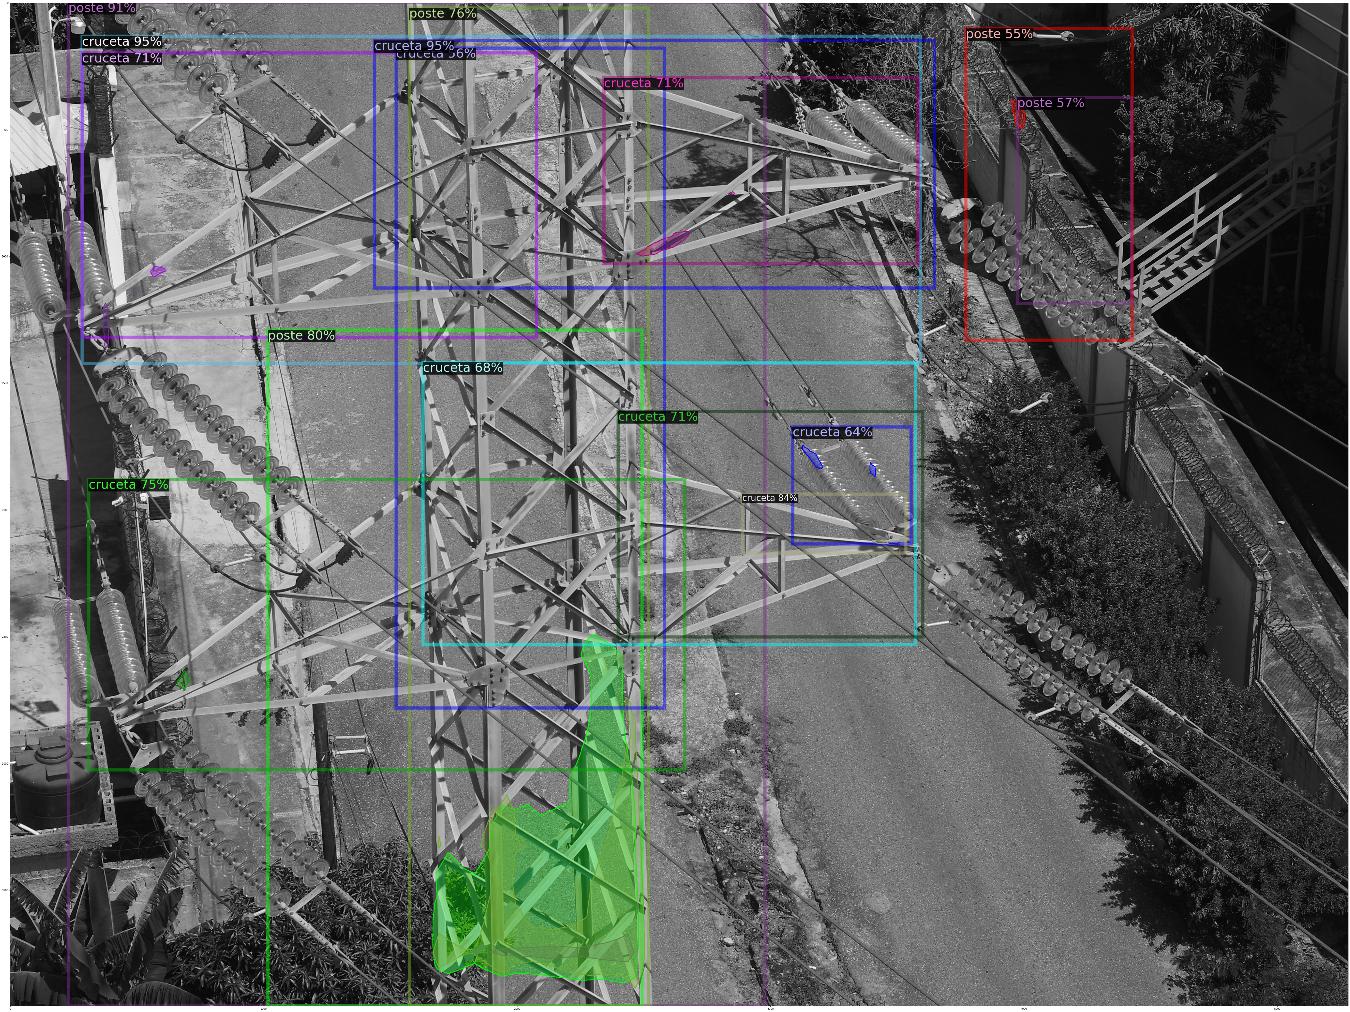 poste 91%
poste 76%
cruceta 95%
cruceta 95%
cruceta 56%
cruceta 71%
cruceta 71%
poste 55%
poste 57%
poste 80%
cruceta 68%
cruceta 71%
cruceta 64%
cruceta 75%
cruceta 84%